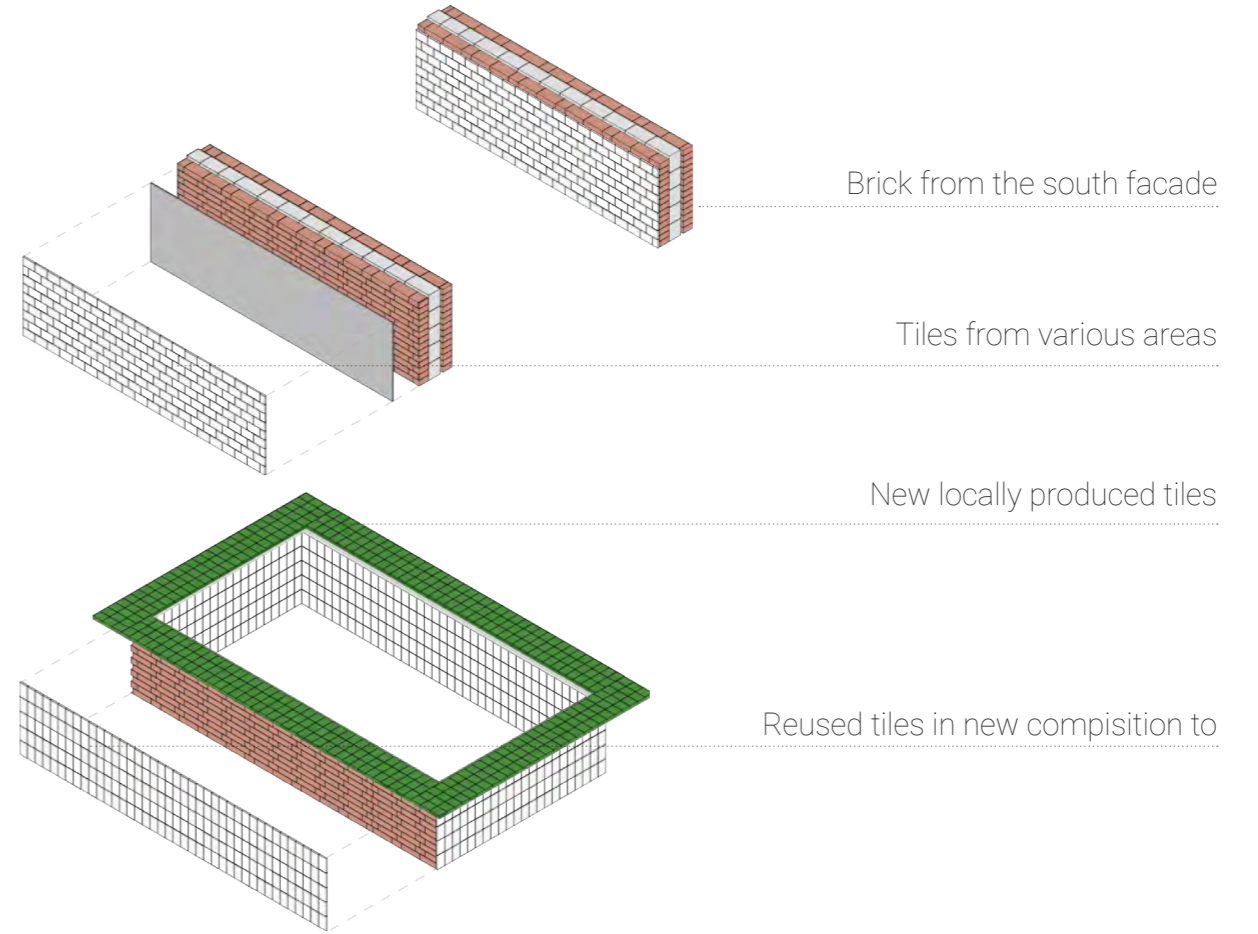 Brick from the south facade
Tiles from various areas
New locally produced tiles
Reused tiles in new compisition to